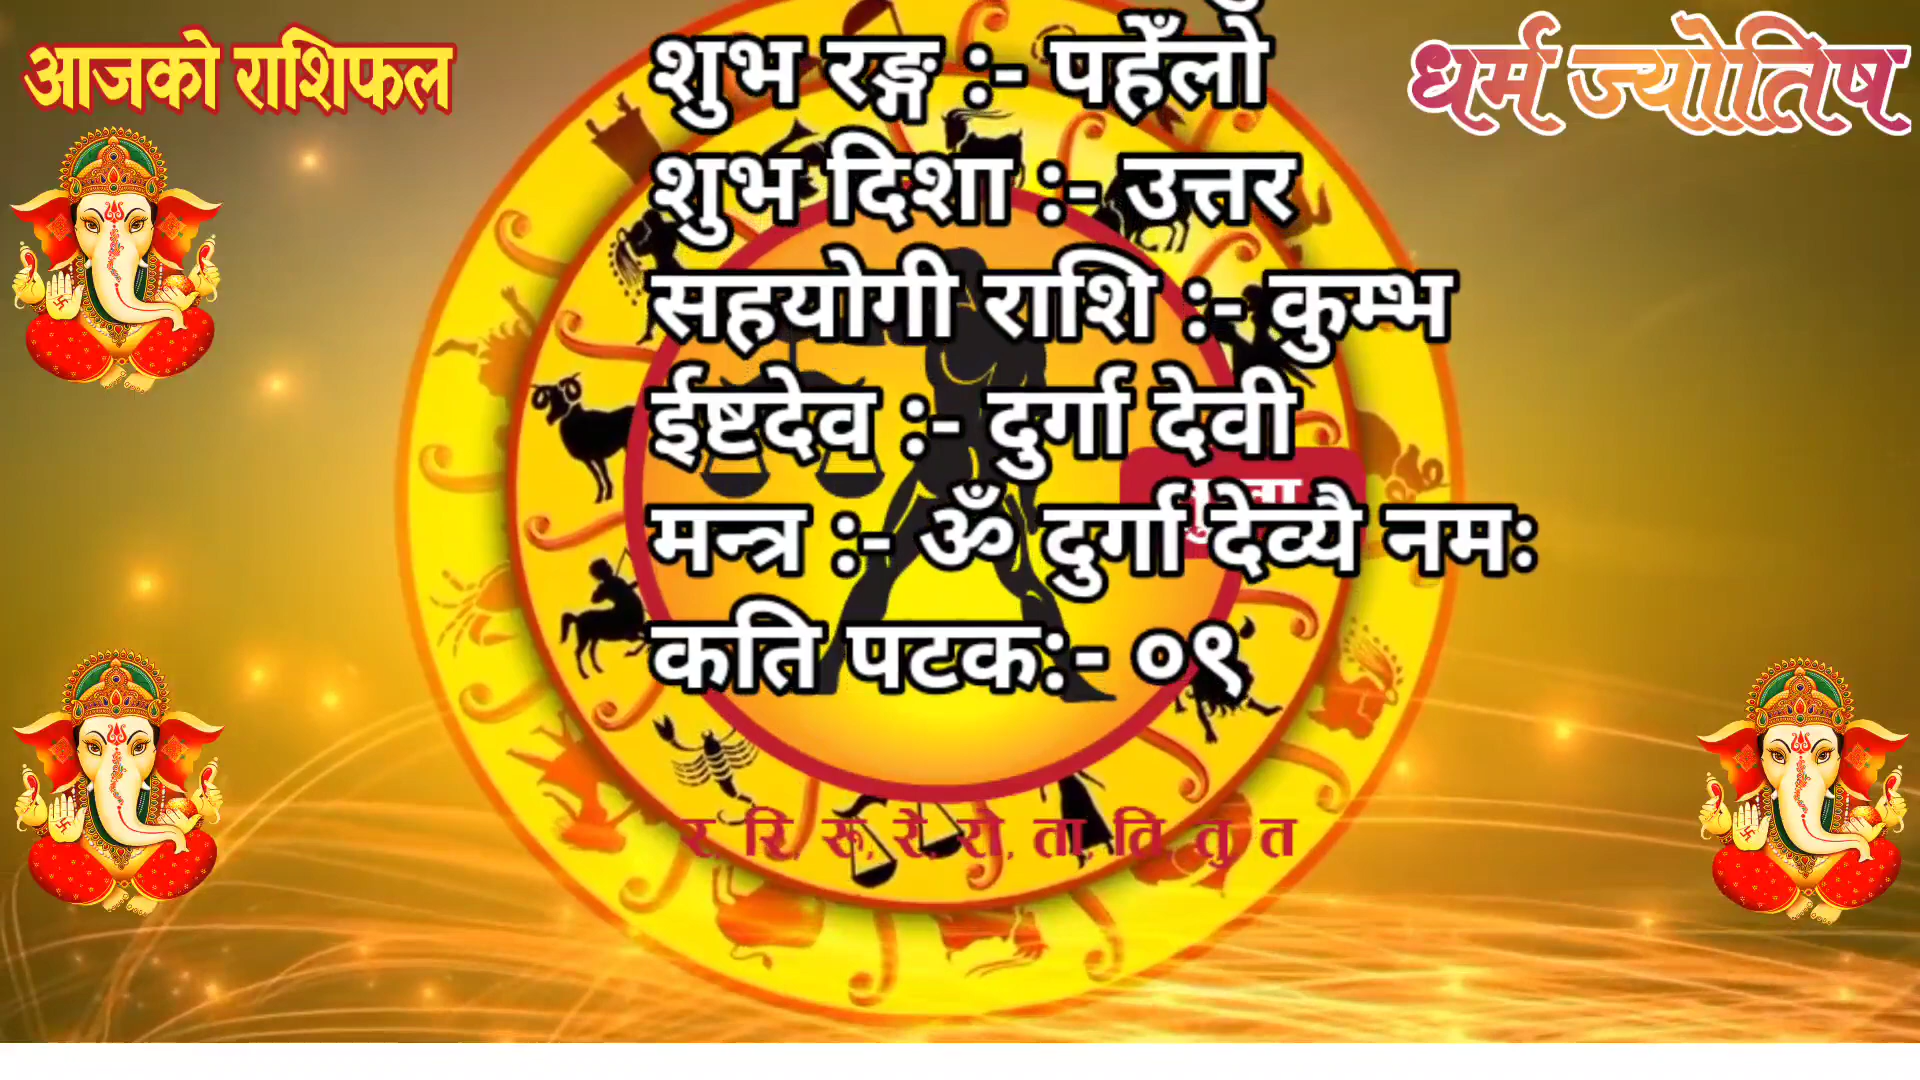 आजको राशिफल
धर्म ज्योतिष
शुभ रङ्ग :- पहेँलो
शुभ दिशा :- उत्तर
सहयोगी राशि :- कुम्भ
ईष्टदेव :- दुर्गा देवी
मन्त्र :- ॐ दुर्गा देव्यै नमः
कति पटक:- ०९
र, रि, रू, रे, रो, ता, ति, तु त